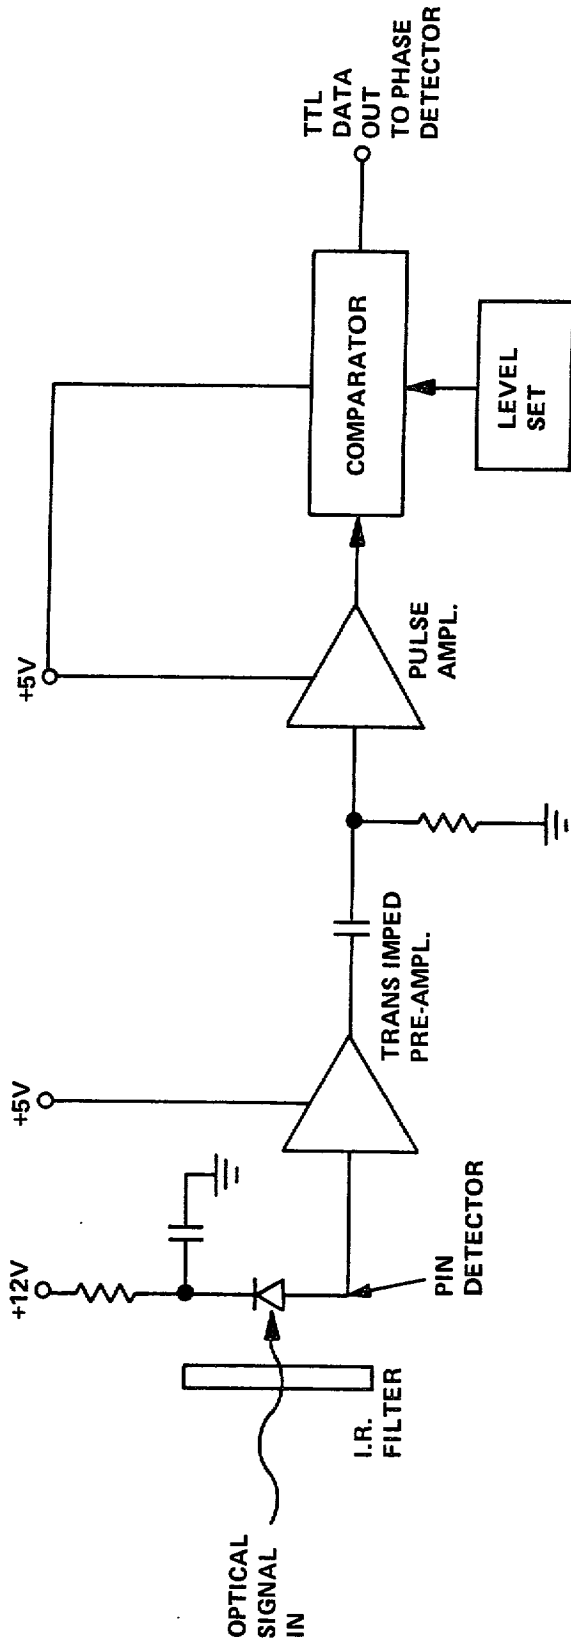 OPTICAL
SIGNAL
IN
I.R.
FILTER
+12V
PIN
DETECTOR
+5V
TRANS IMPED
PRE-AMPL.
+5V
PULSE
AMPL.
COMPARATOR
LEVEL
SET
TTL
DATA
OUT
TO PHASE
DETECTOR